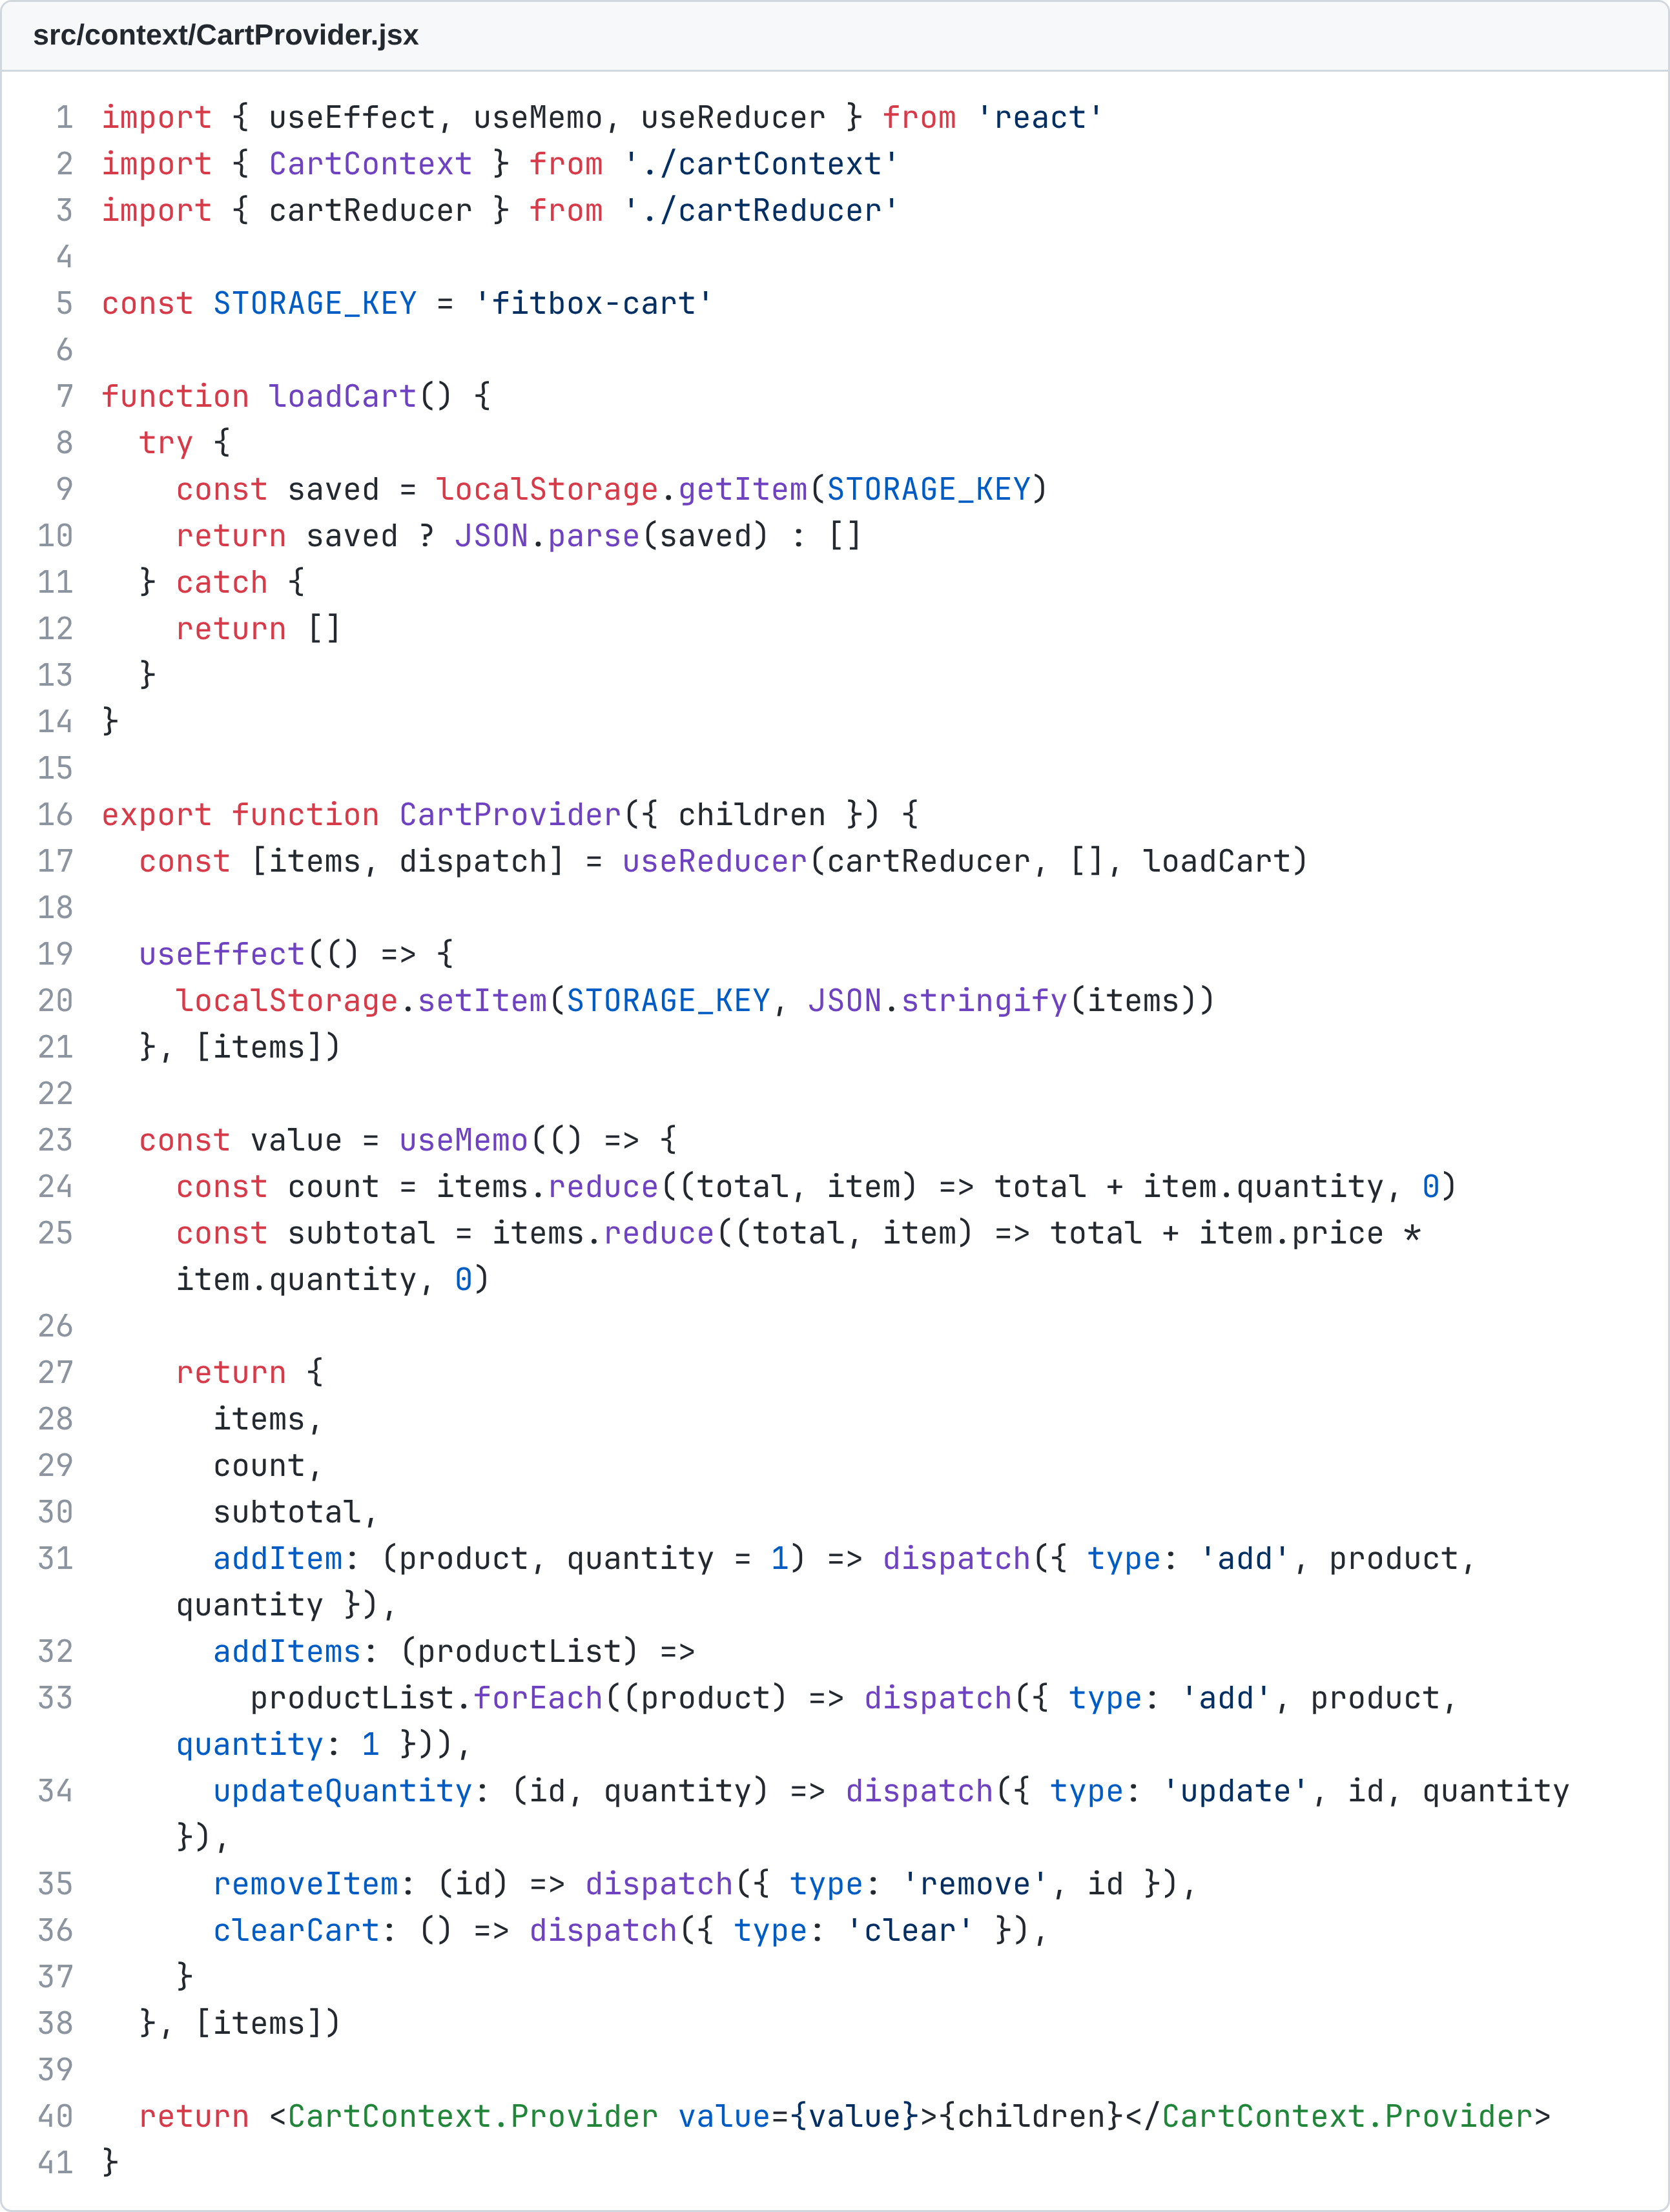 src/context/CartProvider.jsx
1 import { useEffect, useMemo, useReducer } from 'react'
2 import { CartContext } from './cartContext'
3 import { cartReducer } from './cartReducer'
4
5 const STORAGE_KEY = 'fitbox-cart'
6
7 function loadCart() {
8   try {
9     const saved = localStorage.getItem(STORAGE_KEY)
10     return saved ? JSON.parse(saved) : []
11   } catch {
12     return []
13   }
14 }
15
16 export function CartProvider({ children }) {
17   const [items, dispatch] = useReducer(cartReducer, [], loadCart)
18
19   useEffect(() => {
20     localStorage.setItem(STORAGE_KEY, JSON.stringify(items))
21   }, [items])
22
23   const value = useMemo(() => {
24     const count = items.reduce((total, item) => total + item.quantity, 0)
25     const subtotal = items.reduce((total, item) => total + item.price *
item.quantity, 0)
26
27     return {
28       items,
29       count,
30       subtotal,
31       addItem: (product, quantity = 1) => dispatch({ type: 'add', product,
quantity }),
32       addItems: (productList) =>
33         productList.forEach((product) => dispatch({ type: 'add', product,
quantity: 1 })),
34       updateQuantity: (id, quantity) => dispatch({ type: 'update', id, quantity
}),
35       removeItem: (id) => dispatch({ type: 'remove', id }),
36       clearCart: () => dispatch({ type: 'clear' }),
37     }
38   }, [items])
39
40   return <CartContext.Provider value={value}>{children}</CartContext.Provider>
41 }